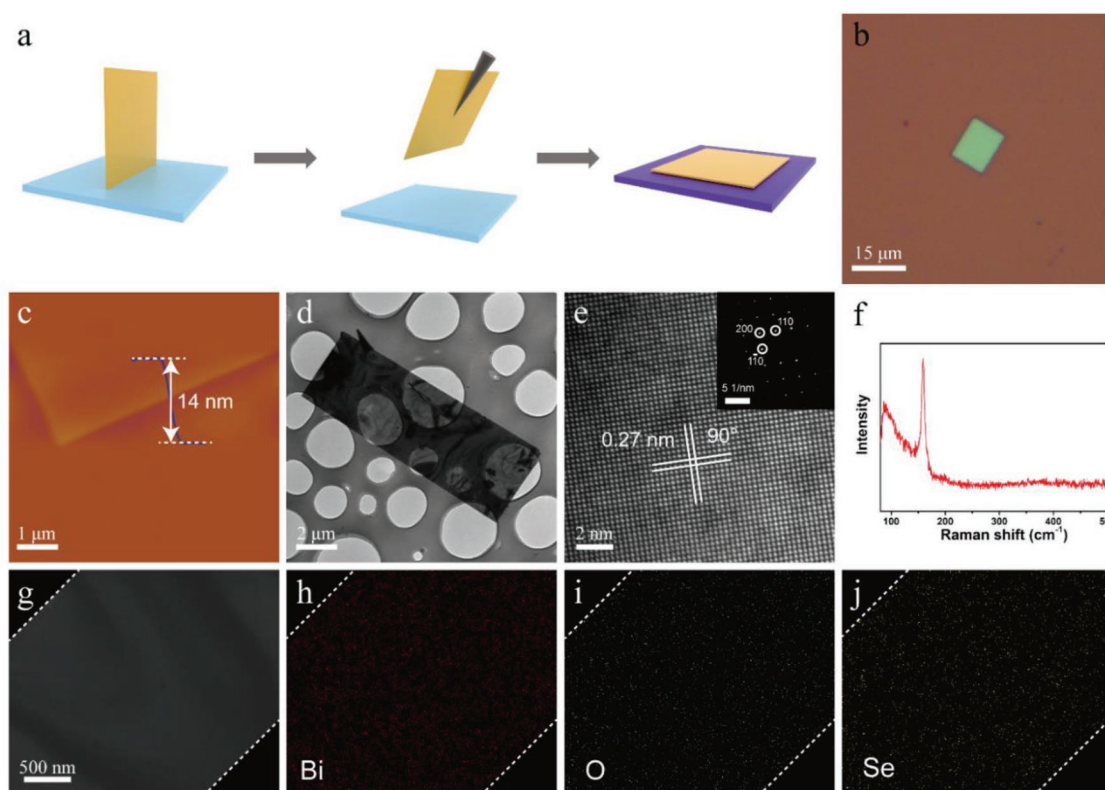 a
b
15 μm
c
14 nm
1 μm
d
2 μm
e
0.27 nm
90°
2 nm
200
110
110
5 1/nm
f
Intensity
100 200 300 400 500
Raman shift (cm⁻¹)
g
500 nm
h
Bi
i
O
j
Se